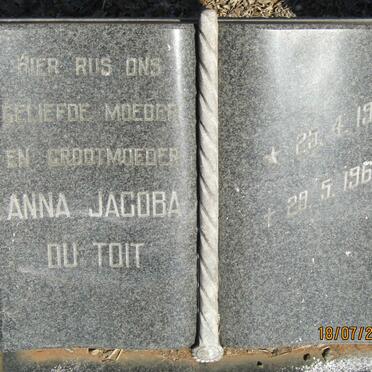 HIER RUS ONS
GELIEFDE MOEDER
EN GROOTMOEDER
ANNA JACOBA
DU TOIT
★ 25.4.19
✝ 29.5.196
18/07/2